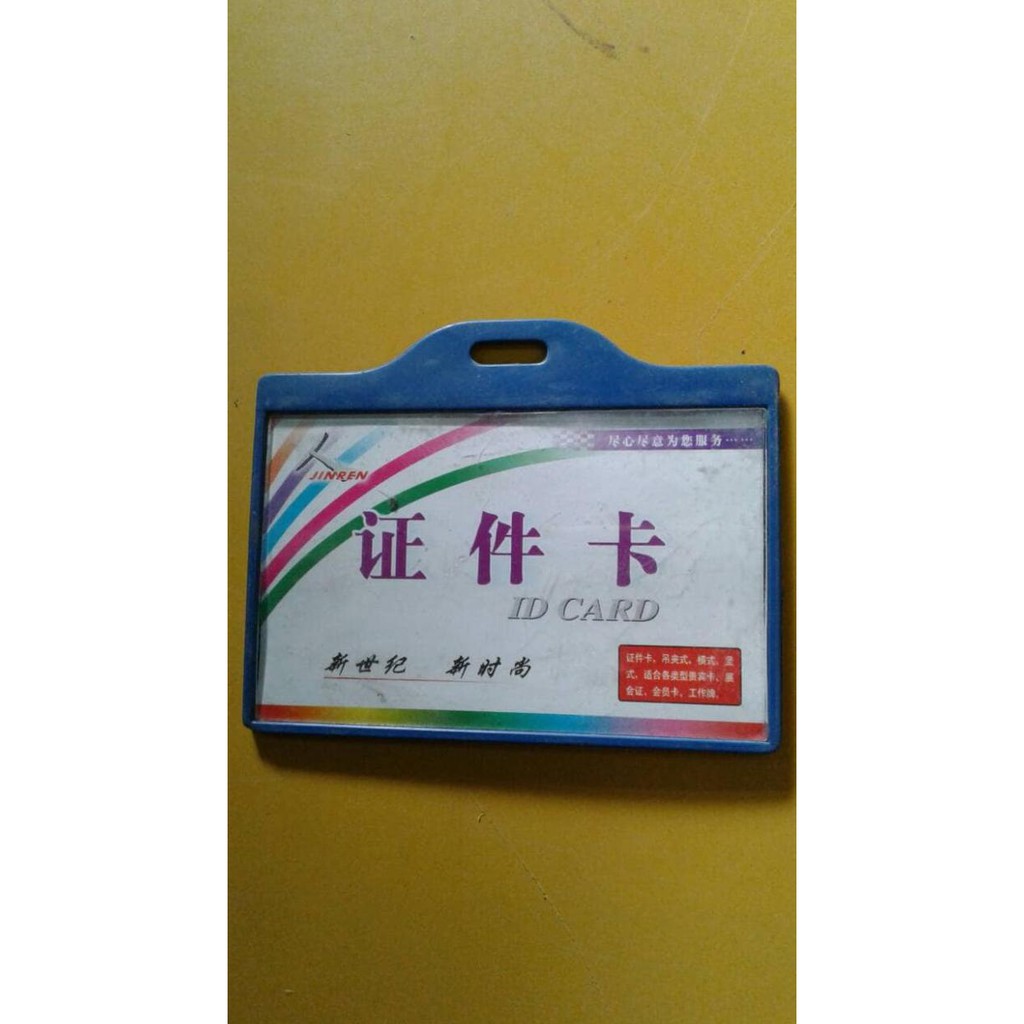 尽心尽意为您服务……
JINREN
证件卡
ID CARD
新世纪 新时尚
证件卡、吊夹式、横式、竖
式、适合各类型贵宾卡、展
会证、会员卡、工作牌。